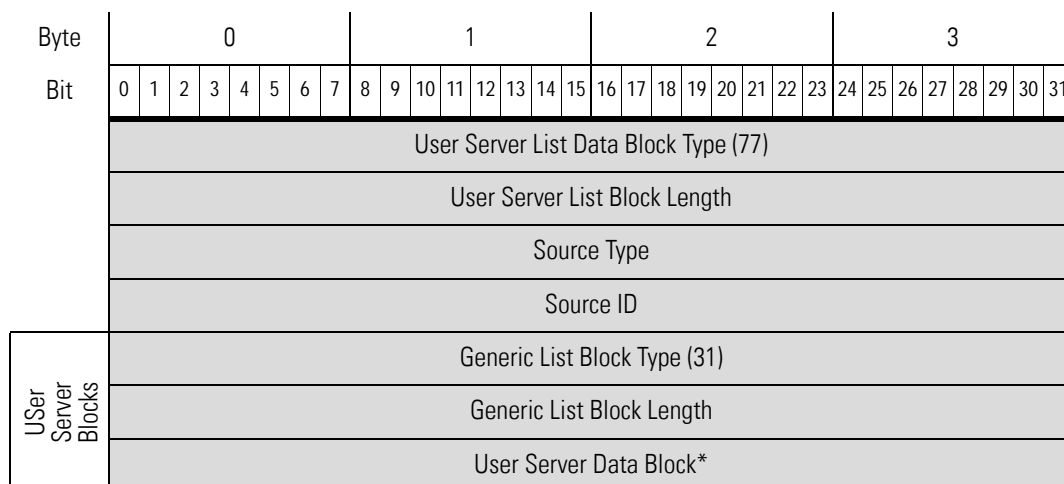 Byte 0 1 2 3
Bit 0 1 2 3 4 5 6 7 8 9 10 11 12 13 14 15 16 17 18 19 20 21 22 23 24 25 26 27 28 29 30 31
User Server List Data Block Type (77)
User Server List Block Length
Source Type
Source ID
USer
Server
Blocks
Generic List Block Type (31)
Generic List Block Length
User Server Data Block*